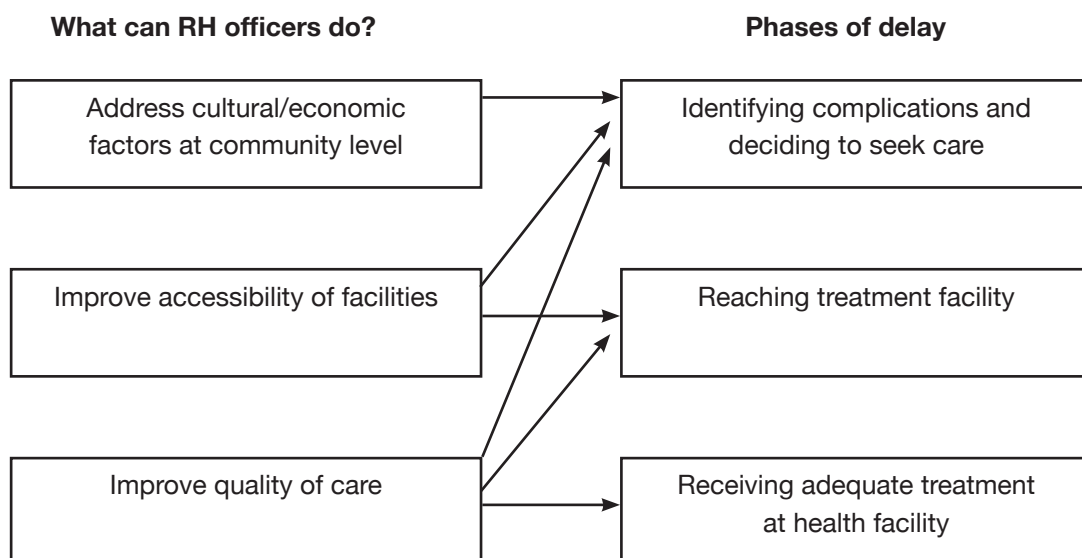 What can RH officers do?
Phases of delay
Address cultural/economic
factors at community level
Identifying complications and
deciding to seek care
Improve accessibility of facilities
Reaching treatment facility
Improve quality of care
Receiving adequate treatment
at health facility